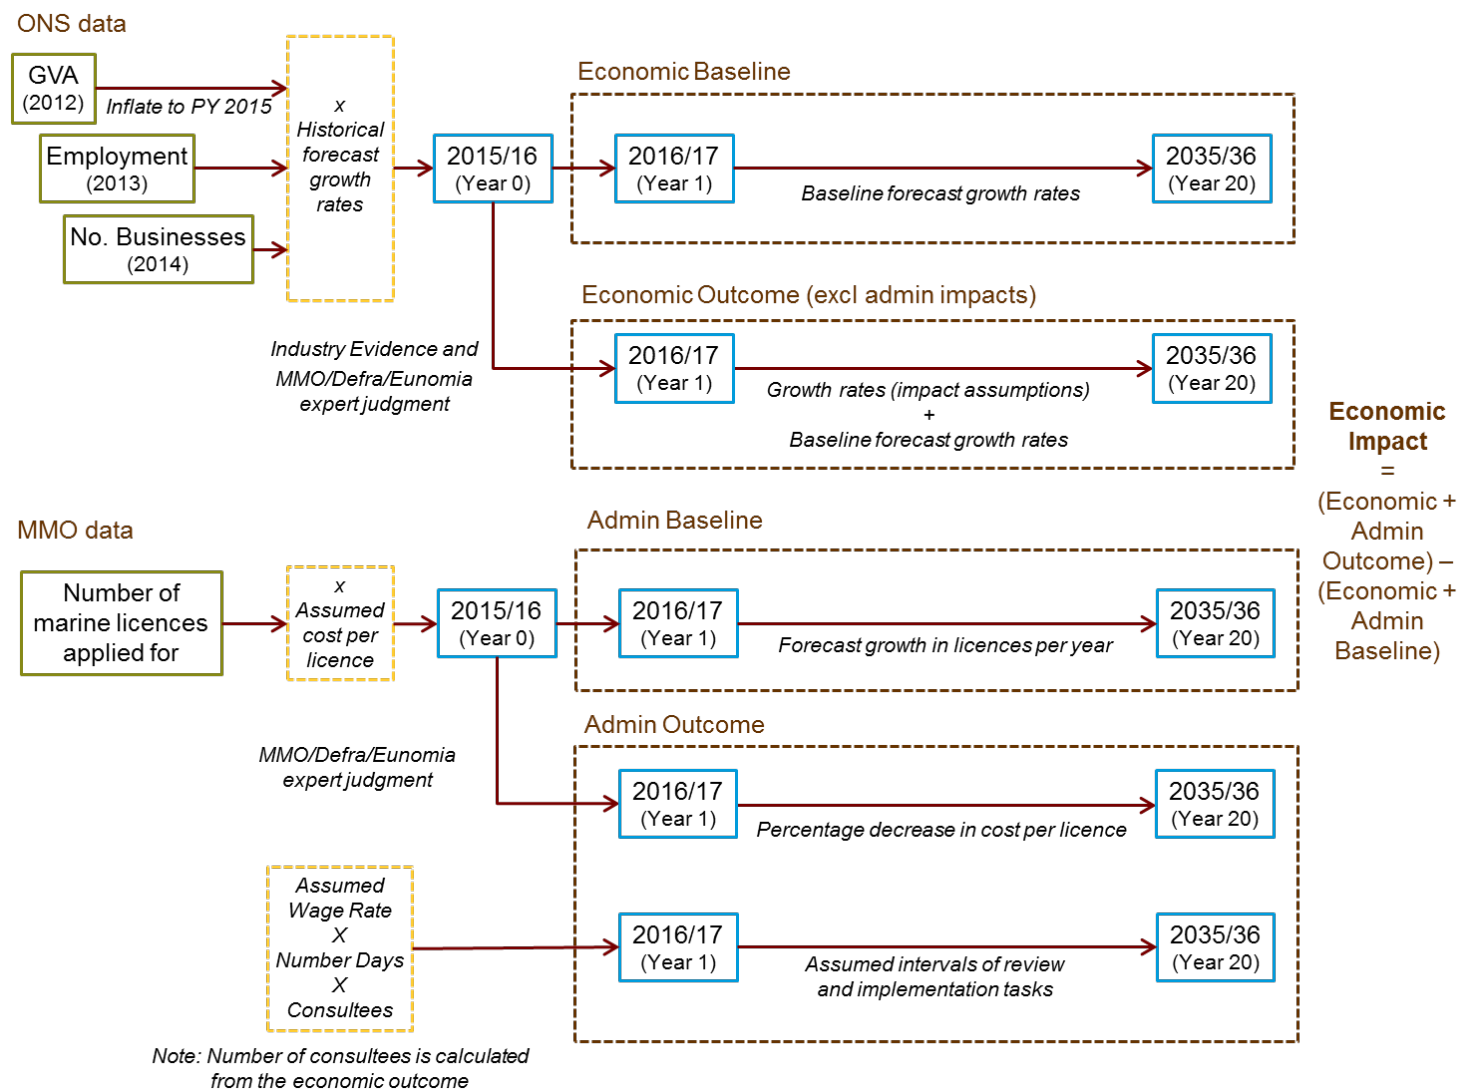 ONS data
GVA
(2012)
Inflate to PY 2015
Employment
(2013)
No. Businesses
(2014)
x
Historical
forecast
growth
rates
2015/16
(Year 0)
Economic Baseline
2016/17
(Year 1)
Baseline forecast growth rates
2035/36
(Year 20)
Industry Evidence and
MMO/Defra/Eunomia
expert judgment
Economic Outcome (excl admin impacts)
2016/17
(Year 1)
Growth rates (impact assumptions)
+
Baseline forecast growth rates
2035/36
(Year 20)
Economic
Impact
=
(Economic +
Admin
Outcome) –
(Economic +
Admin
Baseline)
MMO data
Number of
marine licences
applied for
x
Assumed
cost per
licence
2015/16
(Year 0)
Admin Baseline
2016/17
(Year 1)
Forecast growth in licences per year
2035/36
(Year 20)
MMO/Defra/Eunomia
expert judgment
Admin Outcome
2016/17
(Year 1)
Percentage decrease in cost per licence
2035/36
(Year 20)
Assumed
Wage Rate
X
Number Days
X
Consultees
2016/17
(Year 1)
Assumed intervals of review
and implementation tasks
2035/36
(Year 20)
Note: Number of consultees is calculated
from the economic outcome